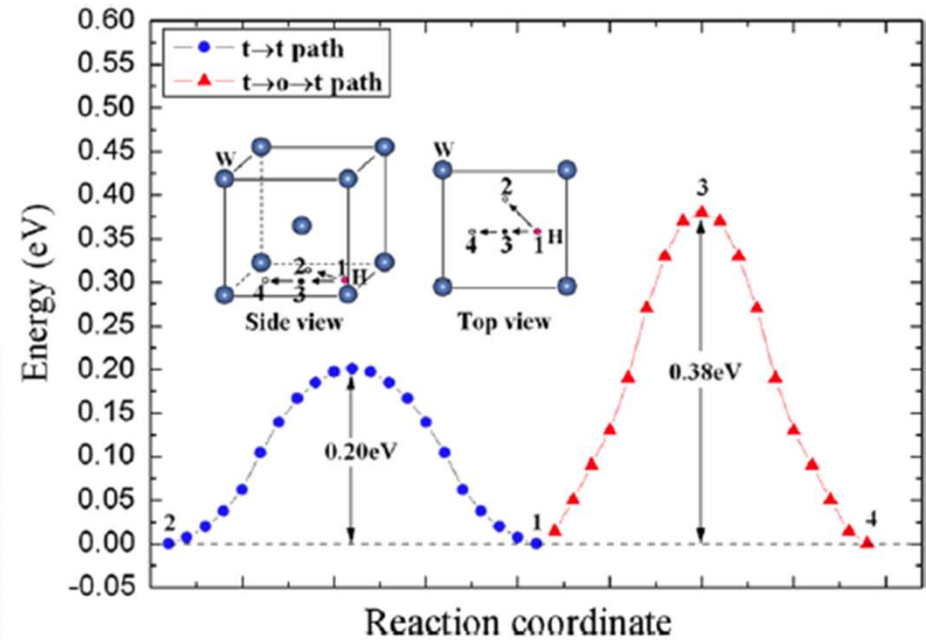 0.60
0.55
0.50
0.45
0.40
0.35
0.30
0.25
0.20
0.15
0.10
0.05
0.00
-0.05
Energy (eV)
t→t path
t→o→t path
W
2
1
H
4
3
Side view
W
2
4
3
1
H
Top view
3
0.38eV
0.20eV
2
1
4
Reaction coordinate